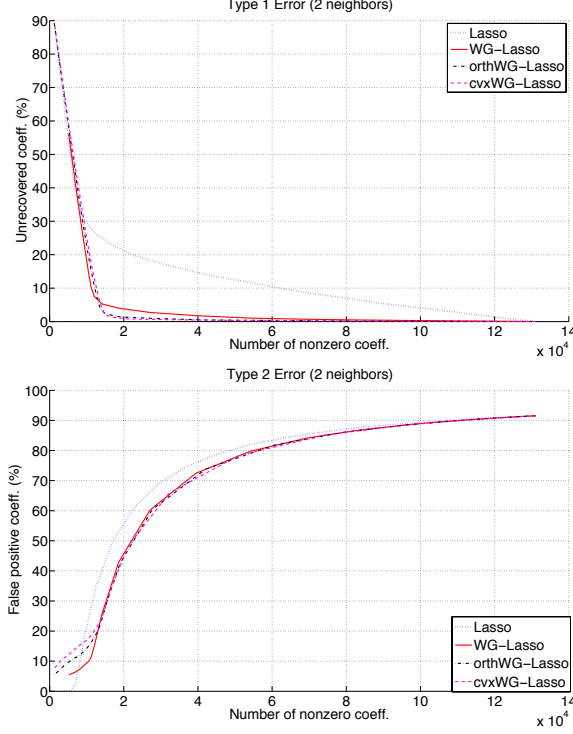 Type 1 Error (2 neighbors)
Unrecovered coeff. (%)
90
80
70
60
50
40
30
20
10
0
Lasso
WG-Lasso
orthWG-Lasso
cvxWG-Lasso
0 2 4 6 8 10 12 14
Number of nonzero coeff.
x 10^4
Type 2 Error (2 neighbors)
False positive coeff. (%)
100
90
80
70
60
50
40
30
20
10
0
Lasso
WG-Lasso
orthWG-Lasso
cvxWG-Lasso
0 2 4 6 8 10 12 14
Number of nonzero coeff.
x 10^4